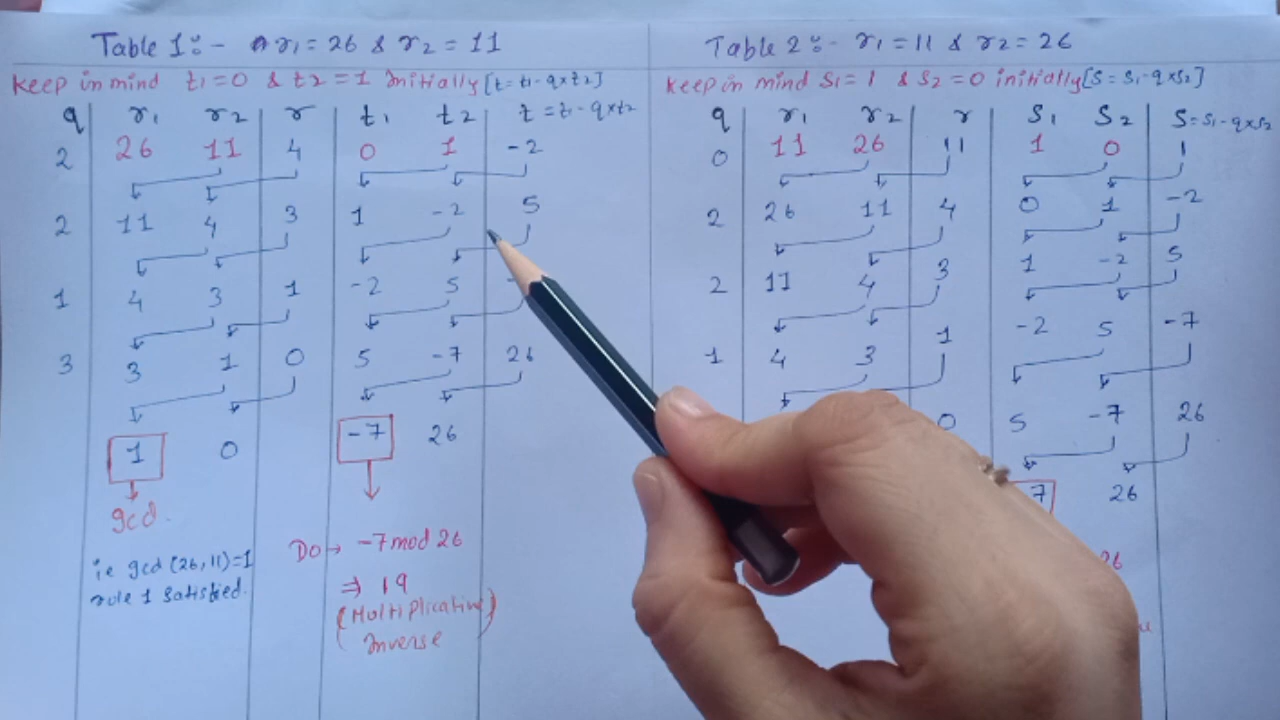 Table 1:- r1 = 26 & r2 = 11
Keep in mind t1 = 0 & t2 = 1 Initially [t = t1 - q x t2]
q r1 r2 r t1 t2 t = t1 - q x t2
2 26 11 4 0 1 -2
2 11 4 3 1 -2 5
1 4 3 1 -2 5 -
3 3 1 0 5 -7 26
1 0 -7 26
gcd.
ie gcd (26,11) = 1
rule 1 satisfied.
Do → -7 mod 26
⇒ 19
(Multiplicative
Inverse)
Table 2:- r1 = 11 & r2 = 26
Keep in mind S1 = 1 & S2 = 0 initially [S = S1 - q x S2]
q r1 r2 r S1 S2 S = S1 - q x S2
0 11 26 11 1 0 1
2 26 11 4 0 1 -2
2 11 4 3 1 -2 5
1 4 3 1 -2 5 -7
0 5 -7 26
7 26
26